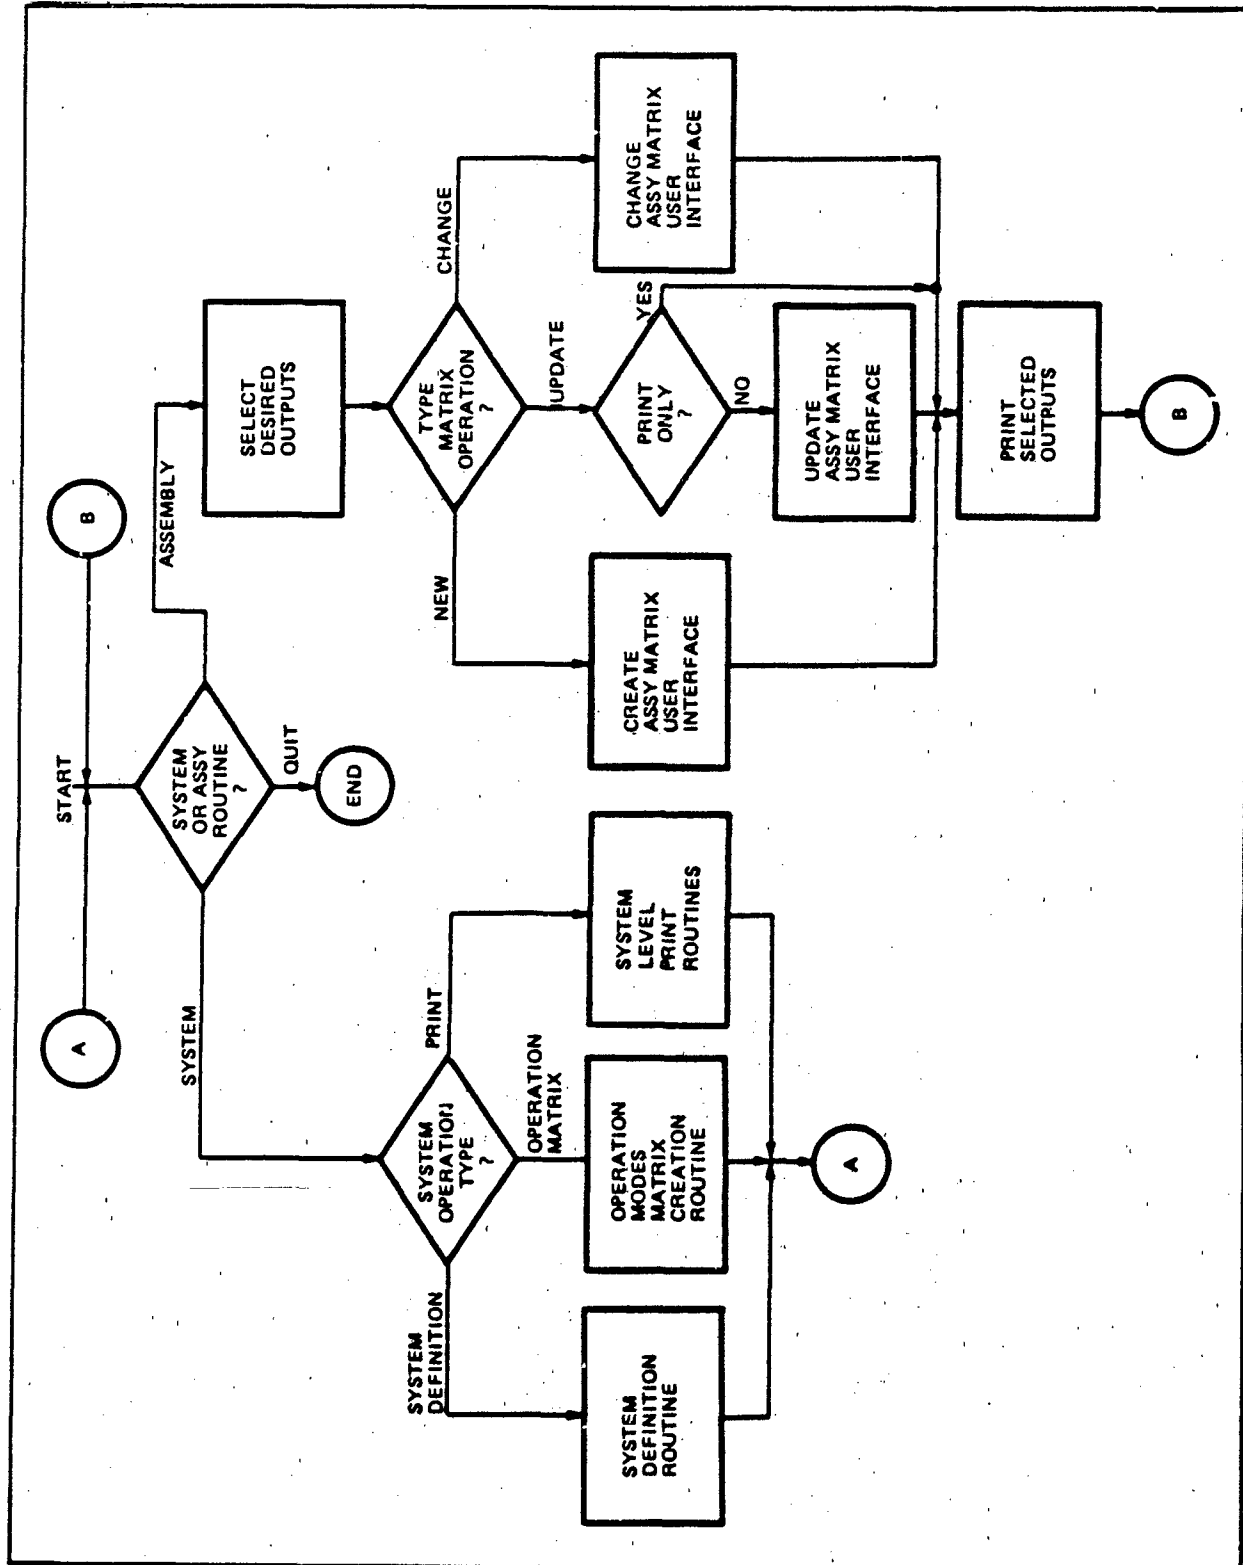 START
A
B
SYSTEM
OR ASSY
ROUTINE
?
SYSTEM
ASSEMBLY
QUIT
END
SYSTEM
OPERATION
TYPE
?
SYSTEM
DEFINITION
OPERATION
MATRIX
PRINT
SYSTEM
DEFINITION
ROUTINE
OPERATION
MODES
MATRIX
CREATION
ROUTINE
SYSTEM
LEVEL
PRINT
ROUTINES
A
SELECT
DESIRED
OUTPUTS
TYPE
MATRIX
OPERATION
?
NEW
UPDATE
CHANGE
CREATE
ASSY MATRIX
USER
INTERFACE
PRINT
ONLY
?
YES
NO
CHANGE
ASSY MATRIX
USER
INTERFACE
UPDATE
ASSY MATRIX
USER
INTERFACE
PRINT
SELECTED
OUTPUTS
B